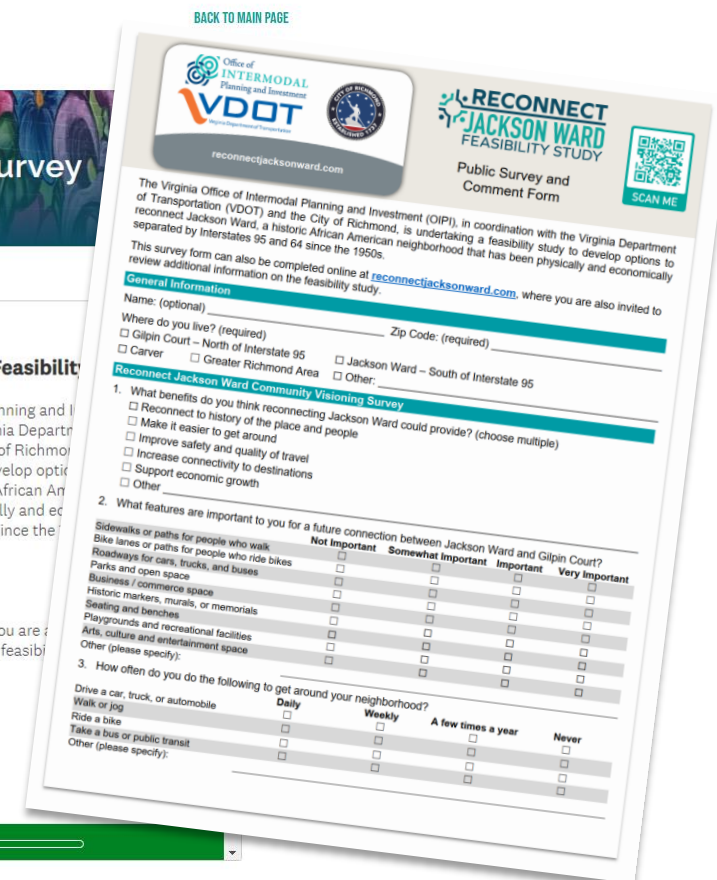 BACK TO MAIN PAGE
urvey
Feasibility
nning and I
nia Departm
of Richmo
velop optic
African Am
lly and ec
since the
ou are a
feasibi
Office of
INTERMODAL
Planning and Investment
VDOT
Virginia Department of Transportation
CITY OF RICHMOND
ESTABLISHED 1737
reconnectjacksonward.com
RECONNECT
JACKSON WARD
FEASIBILITY STUDY
Public Survey and
Comment Form
SCAN ME
The Virginia Office of Intermodal Planning and Investment (OIPI), in coordination with the Virginia Department
of Transportation (VDOT) and the City of Richmond, is undertaking a feasibility study to develop options to
reconnect Jackson Ward, a historic African American neighborhood that has been physically and economically
separated by Interstates 95 and 64 since the 1950s.
This survey form can also be completed online at reconnectjacksonward.com, where you are also invited to
review additional information on the feasibility study.
General Information
Name: (optional) Zip Code: (required)
Where do you live? (required)
☐ Gilpin Court – North of Interstate 95 ☐ Jackson Ward – South of Interstate 95
☐ Carver ☐ Greater Richmond Area ☐ Other:
Reconnect Jackson Ward Community Visioning Survey
1. What benefits do you think reconnecting Jackson Ward could provide? (choose multiple)
☐ Reconnect to history of the place and people
☐ Make it easier to get around
☐ Improve safety and quality of travel
☐ Increase connectivity to destinations
☐ Support economic growth
☐ Other
2. What features are important to you for a future connection between Jackson Ward and Gilpin Court?
Not Important Somewhat Important Important Very Important
Sidewalks or paths for people who walk ☐ ☐ ☐ ☐
Bike lanes or paths for people who ride bikes ☐ ☐ ☐ ☐
Roadways for cars, trucks, and buses ☐ ☐ ☐ ☐
Parks and open space ☐ ☐ ☐ ☐
Business / commerce space ☐ ☐ ☐ ☐
Historic markers, murals, or memorials ☐ ☐ ☐ ☐
Seating and benches ☐ ☐ ☐ ☐
Playgrounds and recreational facilities ☐ ☐ ☐ ☐
Arts, culture and entertainment space ☐ ☐ ☐ ☐
Other (please specify):
3. How often do you do the following to get around your neighborhood?
Daily Weekly A few times a year Never
Drive a car, truck, or automobile ☐ ☐ ☐ ☐
Walk or jog ☐ ☐ ☐ ☐
Ride a bike ☐ ☐ ☐ ☐
Take a bus or public transit ☐ ☐ ☐ ☐
Other (please specify):